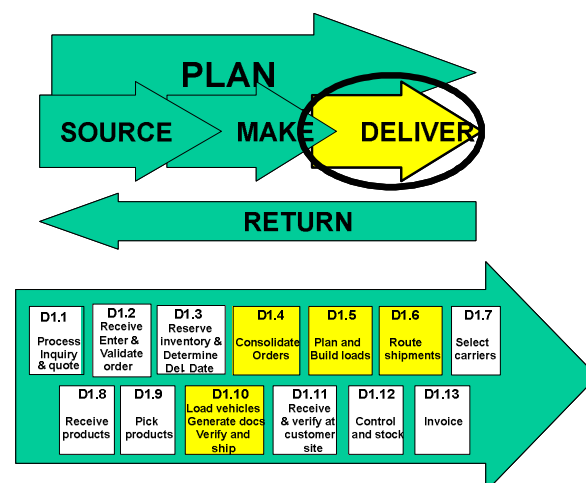 PLAN
SOURCE
MAKE
DELIVER
RETURN
D1.1
Process
Inquiry
& quote
D1.2
Receive
Enter &
Validate
order
D1.3
Reserve
inventory &
Determine
Del. Date
D1.4
Consolidate
Orders
D1.5
Plan and
Build loads
D1.6
Route
shipments
D1.7
Select
carriers
D1.8
Receive
products
D1.9
Pick
products
D1.10
Load vehicles
Generate docs
Verify and
ship
D1.11
Receive
& verify at
customer
site
D1.12
Control
and stock
D1.13
Invoice